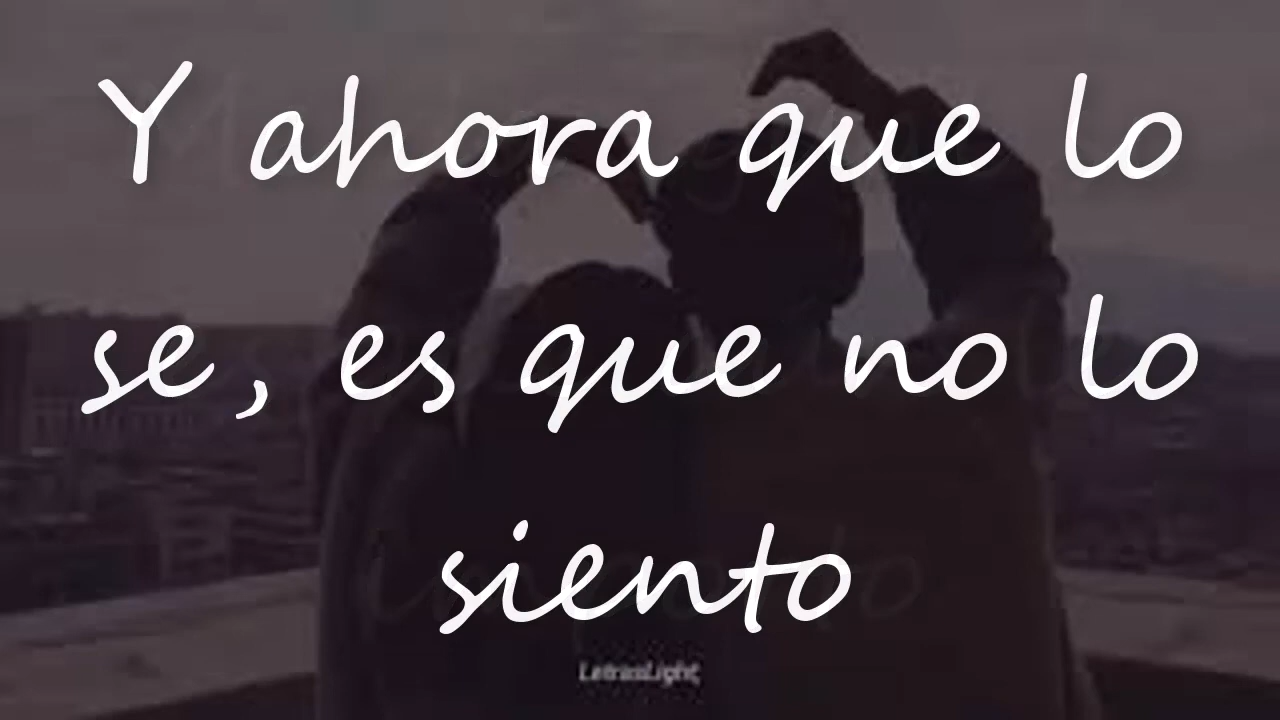 Y ahora que lo
se, es que no lo
siento
LetrasLight